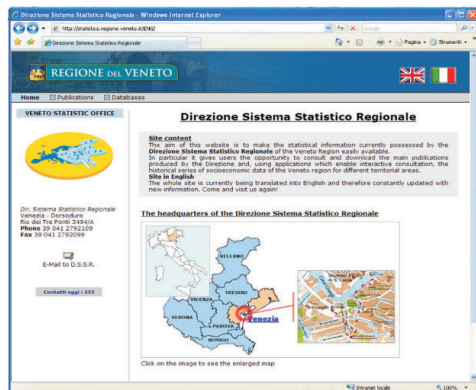 Direzione Sistema Statistico Regionale - Windows Internet Explorer
http://statistica.regione.veneto.it/ENG/
Google
Direzione Sistema Statistico Regionale
Pagina
Strumenti
REGIONE DEL VENETO
Home Publications Databases
VENETO STATISTIC OFFICE
Dir. Sistema Statistico Regionale
Venezia - Dorsoduro
Rio dei Tre Ponti 3494/A
Phone 39 041 2792109
Fax 39 041 2792099
E-Mail to D.S.S.R.
Contatti oggi : 253
Direzione Sistema Statistico Regionale
Site content
The aim of this website is to make the statistical information currently possessed by the
Direzione Sistema Statistico Regionale of the Veneto Region easily available.
In particular it gives users the opportunity to consult and download the main publications
produced by the Direzione and, using applications which enable interactive consultation, the
historical series of socioeconomic data of the Veneto region for different territorial areas.
Site in English
The whole site is currently being translated into English and therefore constantly updated with
new information. Come and visit us again!
The headquarters of the Direzione Sistema Statistico Regionale
BELLUNO
TREVISO
VICENZA
VERONA
PADOVA
ROVIGO
Venezia
Click on the image to see the enlarged map
Intranet locale
100%